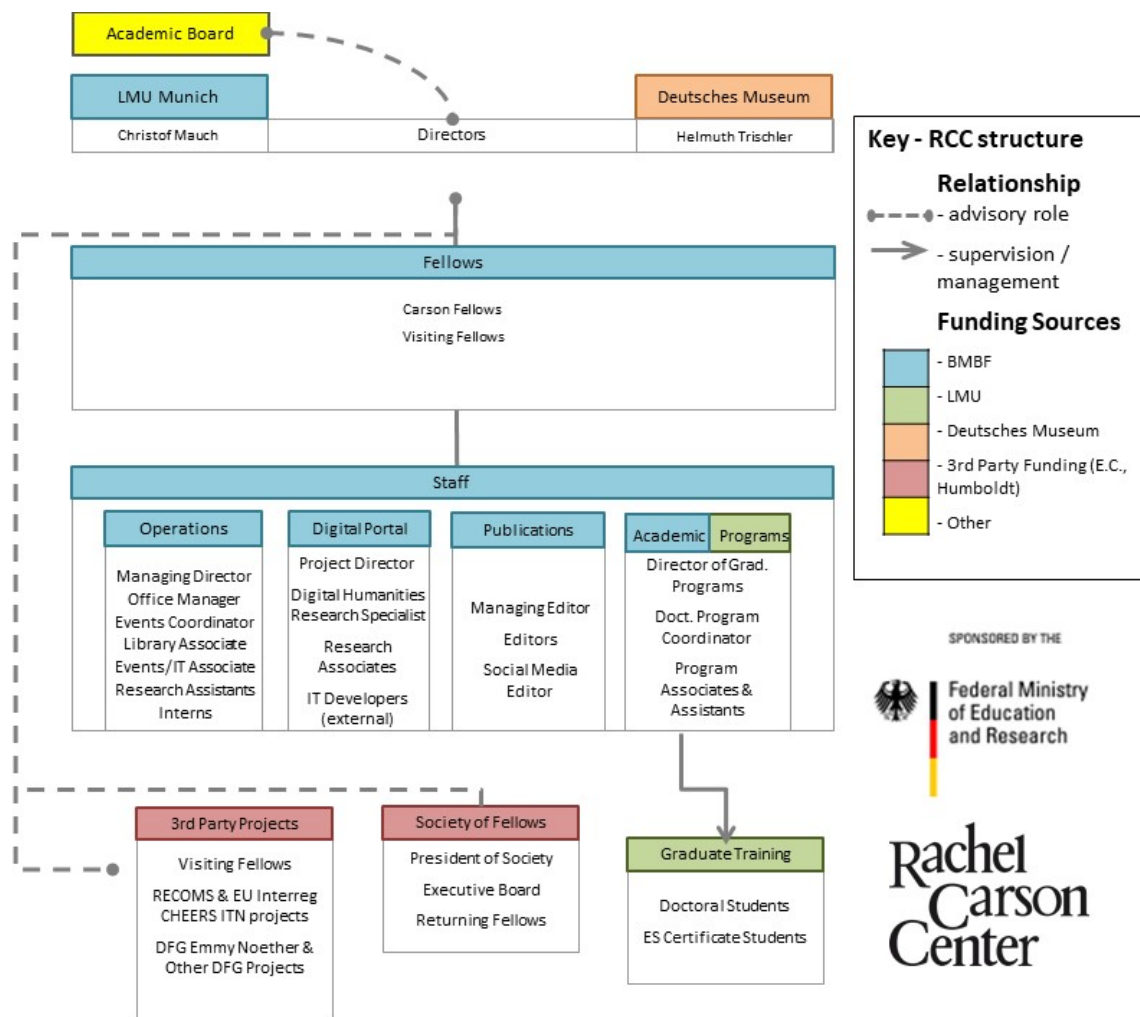 Academic Board
LMU Munich
Deutsches Museum
Christof Mauch
Directors
Helmuth Trischler
Fellows
Carson Fellows
Visiting Fellows
Staff
Operations
Managing Director
Office Manager
Events Coordinator
Library Associate
Events/IT Associate
Research Assistants
Interns
Digital Portal
Project Director
Digital Humanities
Research Specialist
Research
Associates
IT Developers
(external)
Publications
Managing Editor
Editors
Social Media
Editor
Academic Programs
Director of Grad.
Programs
Doct. Program
Coordinator
Program
Associates &
Assistants
3rd Party Projects
Visiting Fellows
RECOMS & EU Interreg
CHEERS ITN projects
DFG Emmy Noether &
Other DFG Projects
Society of Fellows
President of Society
Executive Board
Returning Fellows
Graduate Training
Doctoral Students
ES Certificate Students
Key - RCC structure
Relationship
- advisory role
- supervision /
management
Funding Sources
- BMBF
- LMU
- Deutsches Museum
- 3rd Party Funding (E.C.,
Humboldt)
- Other
SPONSORED BY THE
Federal Ministry
of Education
and Research
Rachel
Carson
Center